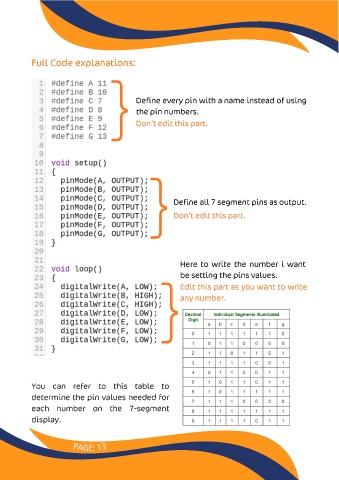 Full Code explanations:
1 #define A 11
2 #define B 10
3 #define C 7
4 #define D 8
5 #define E 9
6 #define F 12
7 #define G 13
8
9
10 void setup()
11 {
12 pinMode(A, OUTPUT);
13 pinMode(B, OUTPUT);
14 pinMode(C, OUTPUT);
15 pinMode(D, OUTPUT);
16 pinMode(E, OUTPUT);
17 pinMode(F, OUTPUT);
18 pinMode(G, OUTPUT);
19 }
20
21
22 void loop()
23 {
24 digitalWrite(A, LOW);
25 digitalWrite(B, HIGH);
26 digitalWrite(C, HIGH);
27 digitalWrite(D, LOW);
28 digitalWrite(E, LOW);
29 digitalWrite(F, LOW);
30 digitalWrite(G, LOW);
31 }
Define every pin with a name instead of using
the pin numbers.
Don't edit this part.
Define all 7 segment pins as output.
Don't edit this part.
Here to write the number i want
be setting the pins values.
Edit this part as you want to write
any number.
Decimal Digit Individual Segments Illuminated
a b c d e f g
0 1 1 1 1 1 1 0
1 0 1 1 0 0 0 0
2 1 1 0 1 1 0 1
3 1 1 1 1 0 0 1
4 0 1 1 0 0 1 1
5 1 0 1 1 0 1 1
6 1 0 1 1 1 1 1
7 1 1 1 0 0 0 0
8 1 1 1 1 1 1 1
9 1 1 1 1 0 1 1
You can refer to this table to
determine the pin values needed for
each number on the 7-segment
display.
PAGE: 13